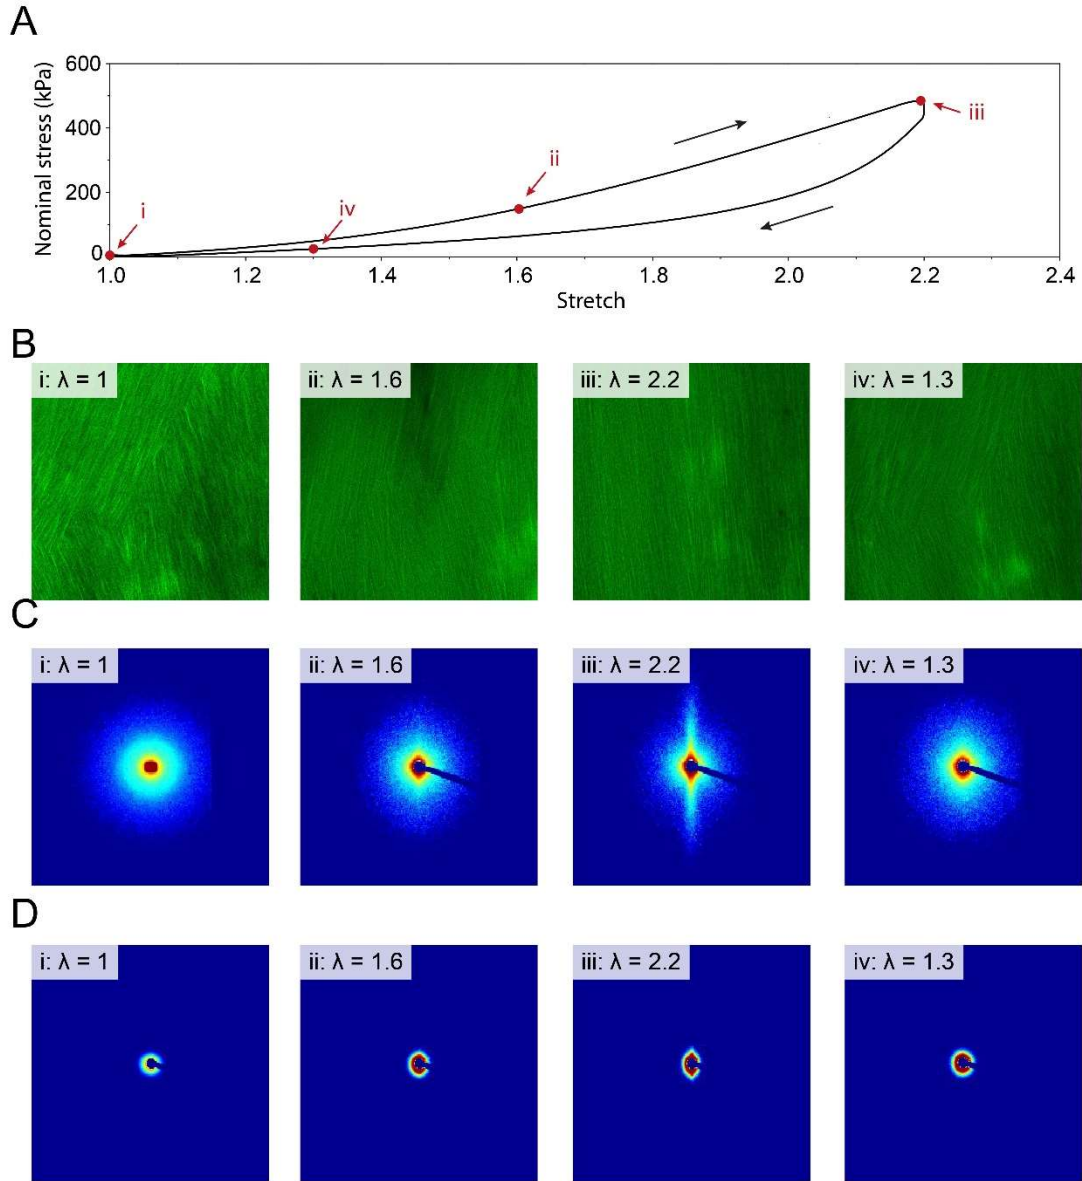 A
600
400
200
0
Nominal stress (kPa)
i
iv
ii
iii
1.0 1.2 1.4 1.6 1.8 2.0 2.2 2.4
Stretch
B
i: λ = 1 ii: λ = 1.6 iii: λ = 2.2 iv: λ = 1.3
C
i: λ = 1 ii: λ = 1.6 iii: λ = 2.2 iv: λ = 1.3
D
i: λ = 1 ii: λ = 1.6 iii: λ = 2.2 iv: λ = 1.3